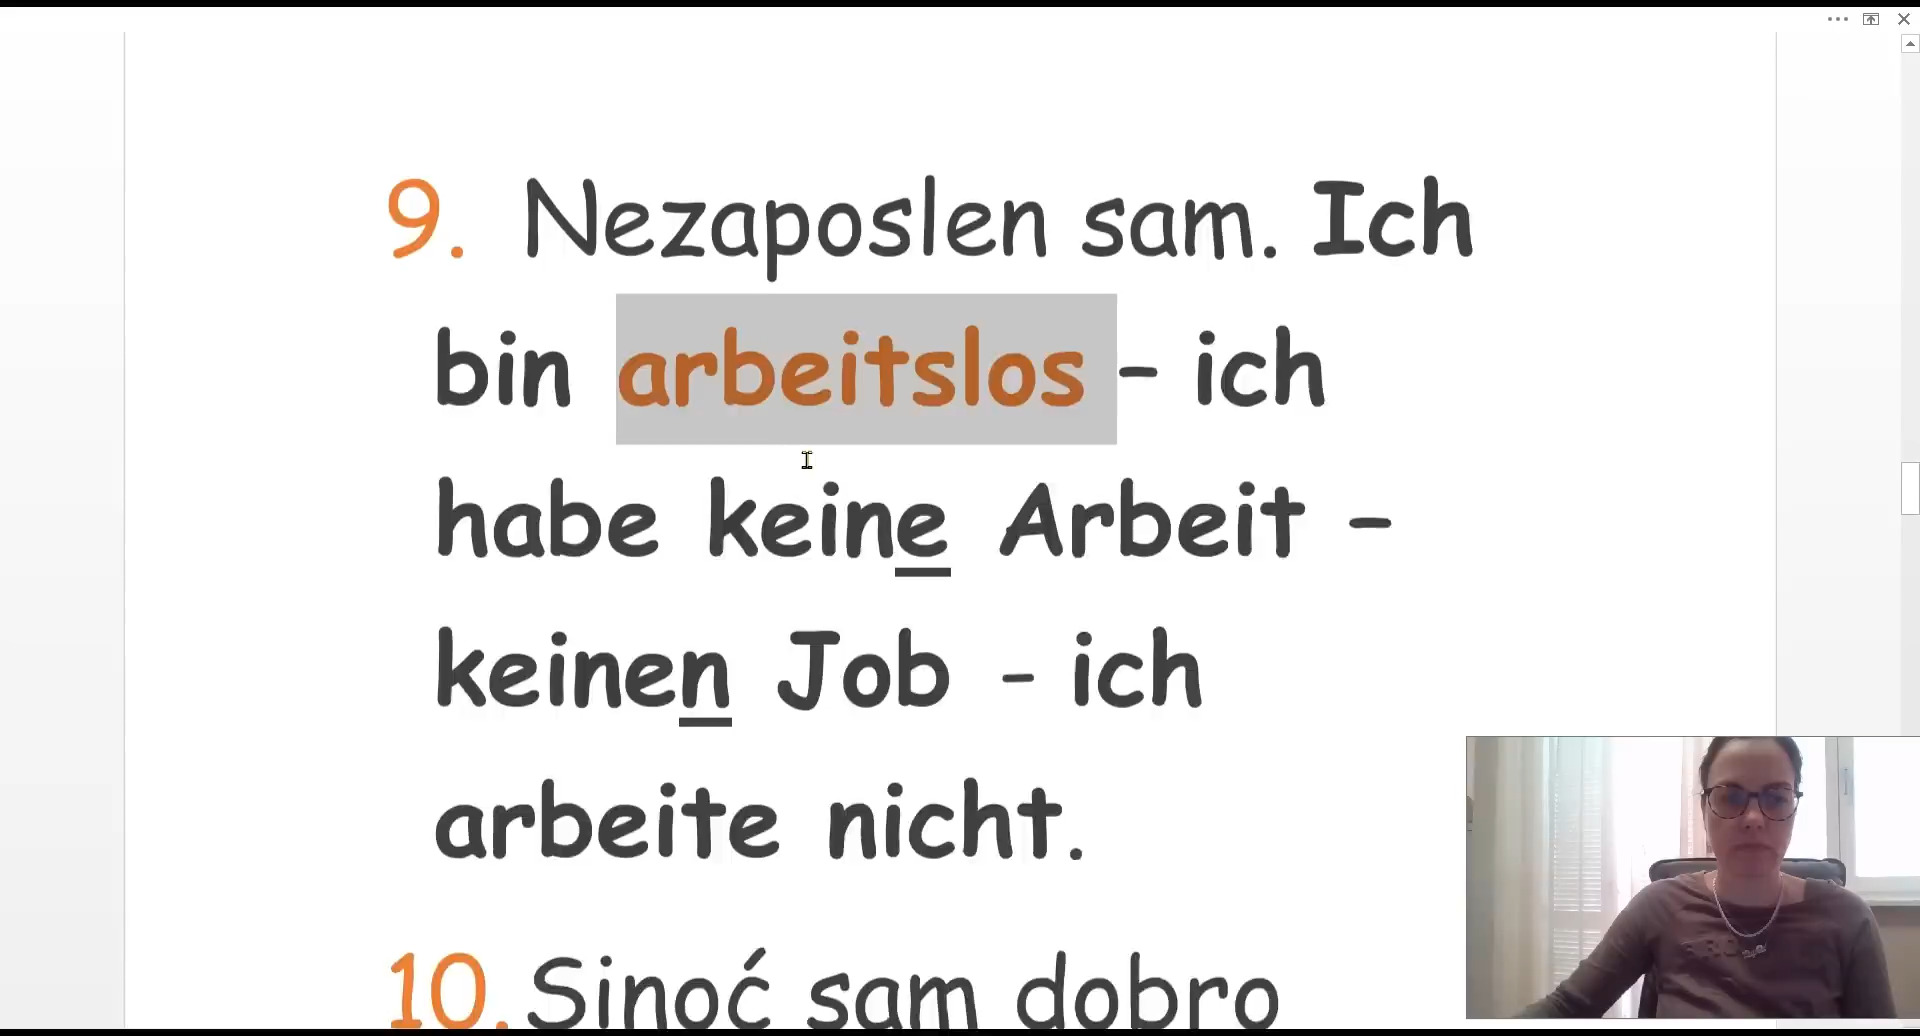 9. Nezaposlen sam. Ich
bin arbeitslos – ich
habe keine Arbeit –
keinen Job - ich
arbeite nicht.
10. Sinoć sam dobro